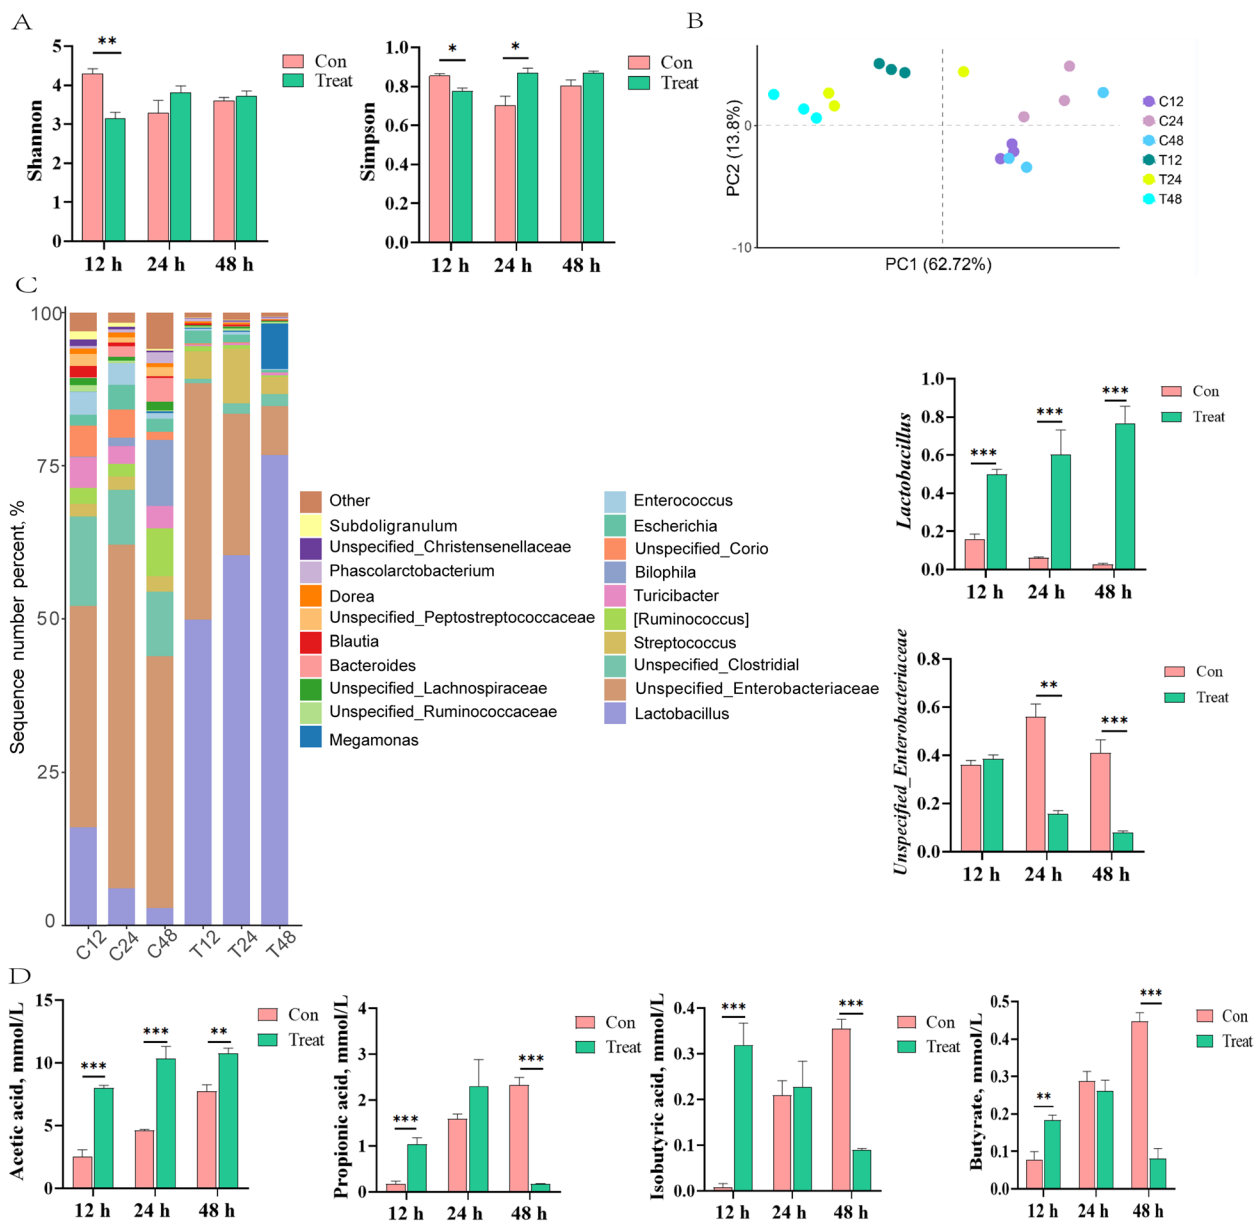 A
B
5
4
3
2
1
0
Shannon
**
Con
Treat
12 h
24 h
48 h
1.0
0.8
0.6
0.4
0.2
0.0
Simpson
*
*
Con
Treat
12 h
24 h
48 h
0
-10
PC2 (13.8%)
PC1 (62.72%)
C12
C24
C48
T12
T24
T48
C
100
75
50
25
0
Sequence number percent, %
C12
C24
C48
T12
T24
T48
Other
Subdoligranulum
Unspecified_Christensenellaceae
Phascolarctobacterium
Dorea
Unspecified_Peptostreptococcaceae
Blautia
Bacteroides
Unspecified_Lachnospiraceae
Unspecified_Ruminococcaceae
Megamonas
Enterococcus
Escherichia
Unspecified_Corio
Bilophila
Turicibacter
[Ruminococcus]
Streptococcus
Unspecified_Clostridial
Unspecified_Enterobacteriaceae
Lactobacillus
1.0
0.8
0.6
0.4
0.2
0.0
Lactobacillus
***
***
***
Con
Treat
12 h
24 h
48 h
0.8
0.6
0.4
0.2
0.0
Unspecified_Enterobacteriaceae
**
***
Con
Treat
12 h
24 h
48 h
D
15
10
5
0
Acetic acid, mmol/L
***
***
**
Con
Treat
12 h
24 h
48 h
4
3
2
1
0
Propionic acid, mmol/L
***
***
Con
Treat
12 h
24 h
48 h
0.4
0.3
0.2
0.1
0.0
Isobutyric acid, mmol/L
***
***
Con
Treat
12 h
24 h
48 h
0.5
0.4
0.3
0.2
0.1
0.0
Butyrate, mmol/L
**
***
Con
Treat
12 h
24 h
48 h